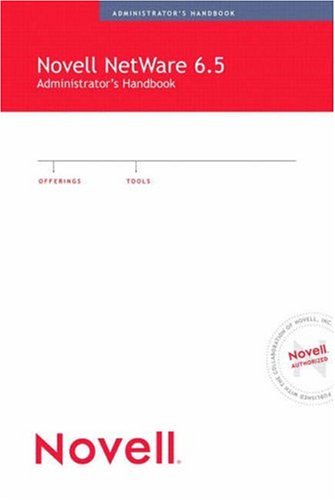 ADMINISTRATOR'S HANDBOOK
Novell NetWare 6.5
Administrator's Handbook
OFFERINGS
TOOLS
PUBLISHED WITH THE COLLABORATION OF NOVELL, INC.
Novell.
AUTHORIZED
Novell.